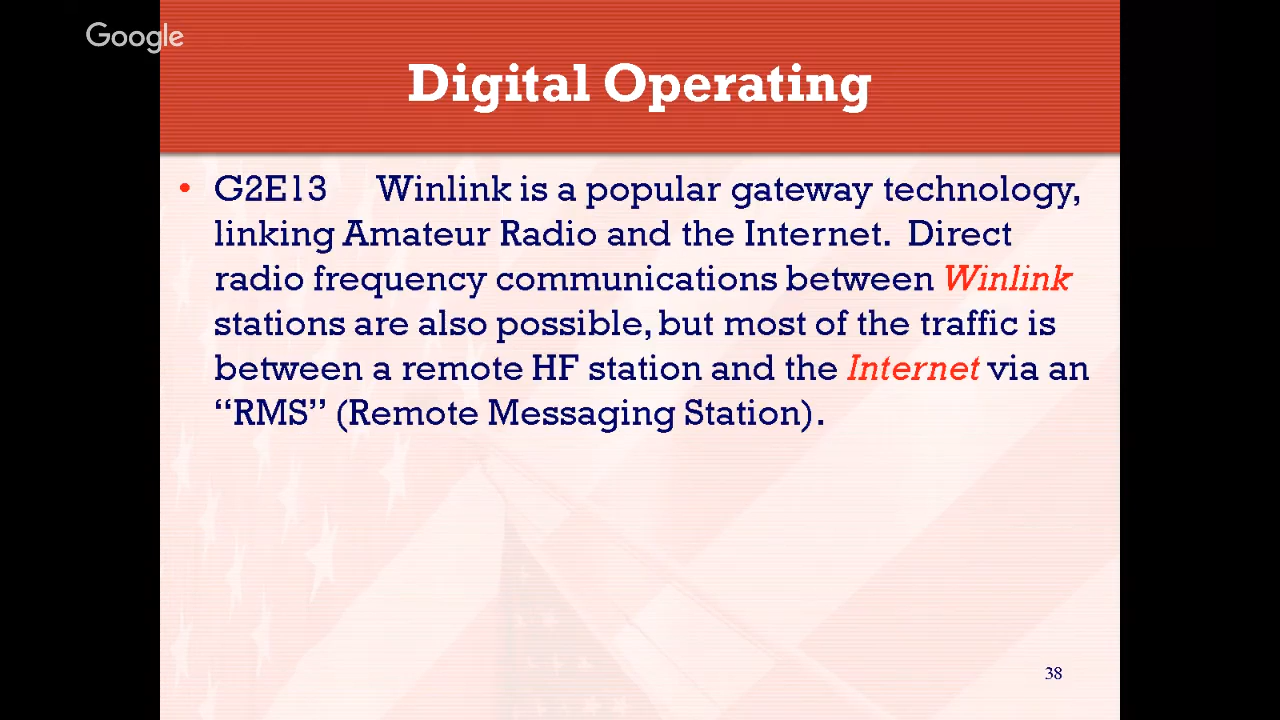 Google
Digital Operating
• G2E13 Winlink is a popular gateway technology,
linking Amateur Radio and the Internet. Direct
radio frequency communications between Winlink
stations are also possible, but most of the traffic is
between a remote HF station and the Internet via an
“RMS” (Remote Messaging Station).
38